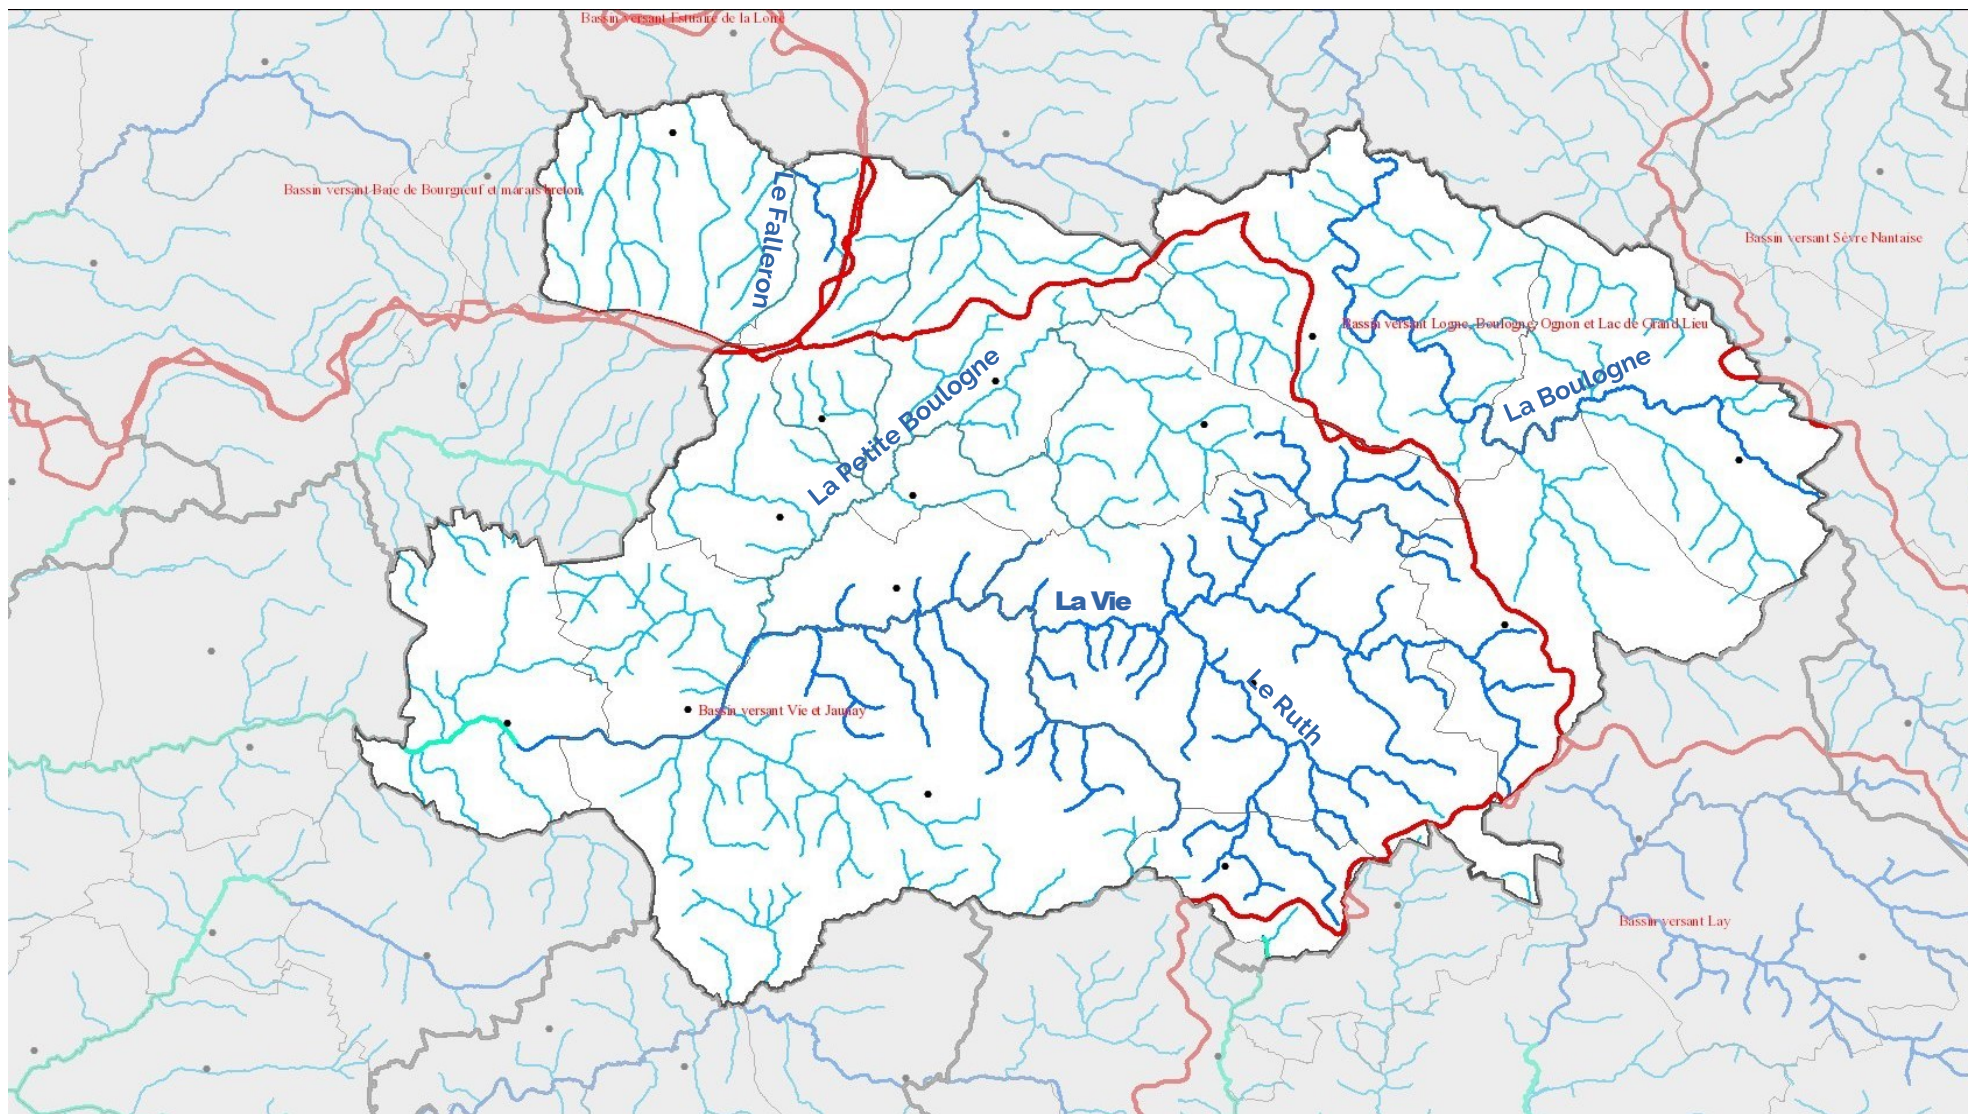 Bassin versant Estuaire de la Loire
Bassin versant Baie de Bourgneuf et marais breton
Le Falleron
Bassin versant Sèvre Nantaise
Bassin versant Logne, Boulogne, Ognon et Lac de Grand Lieu
La Boulogne
La Petite Boulogne
La Vie
Le Ruth
Bassin versant Vie et Jaunay
Bassin versant Lay